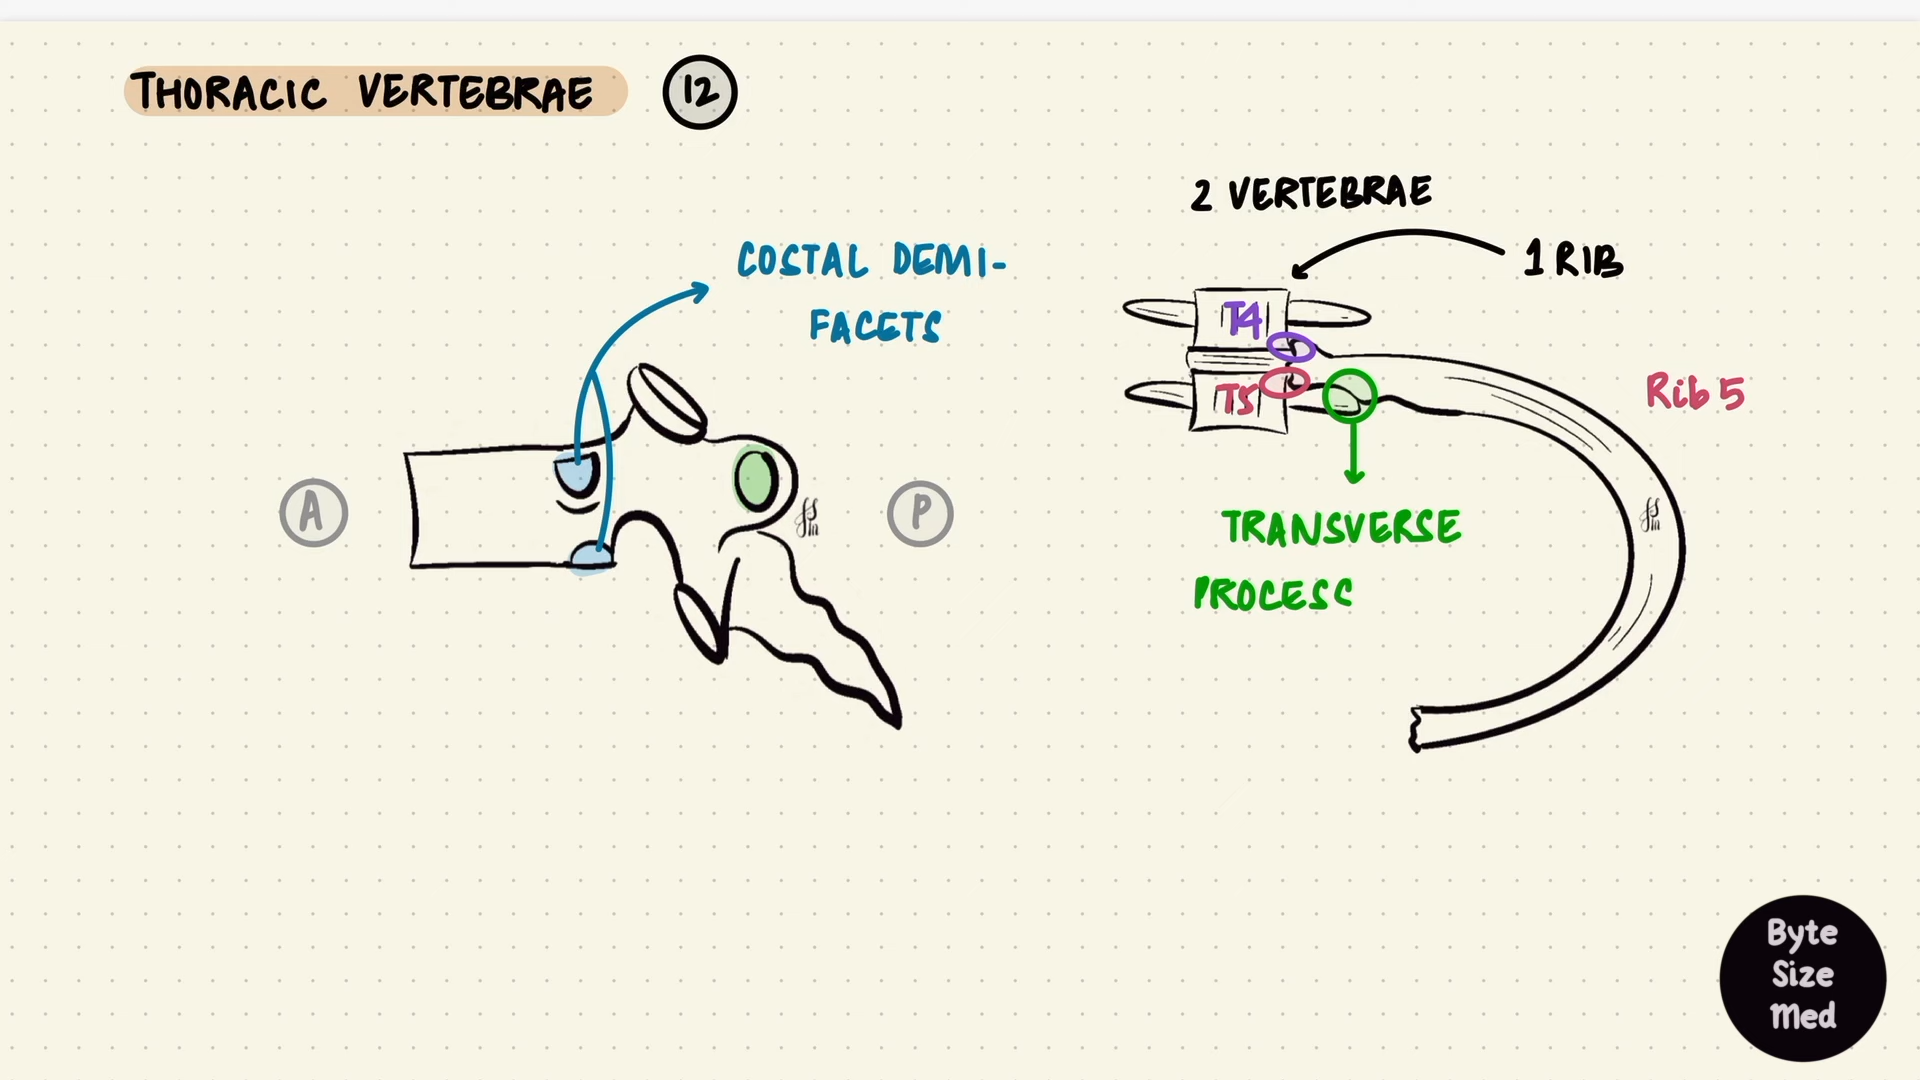 THORACIC VERTEBRAE 12
COSTAL DEMI-
FACETS
A
P
2 VERTEBRAE
1 RIB
T4
T5
Rib 5
TRANSVERSE
PROCESS
Byte
Size
Med